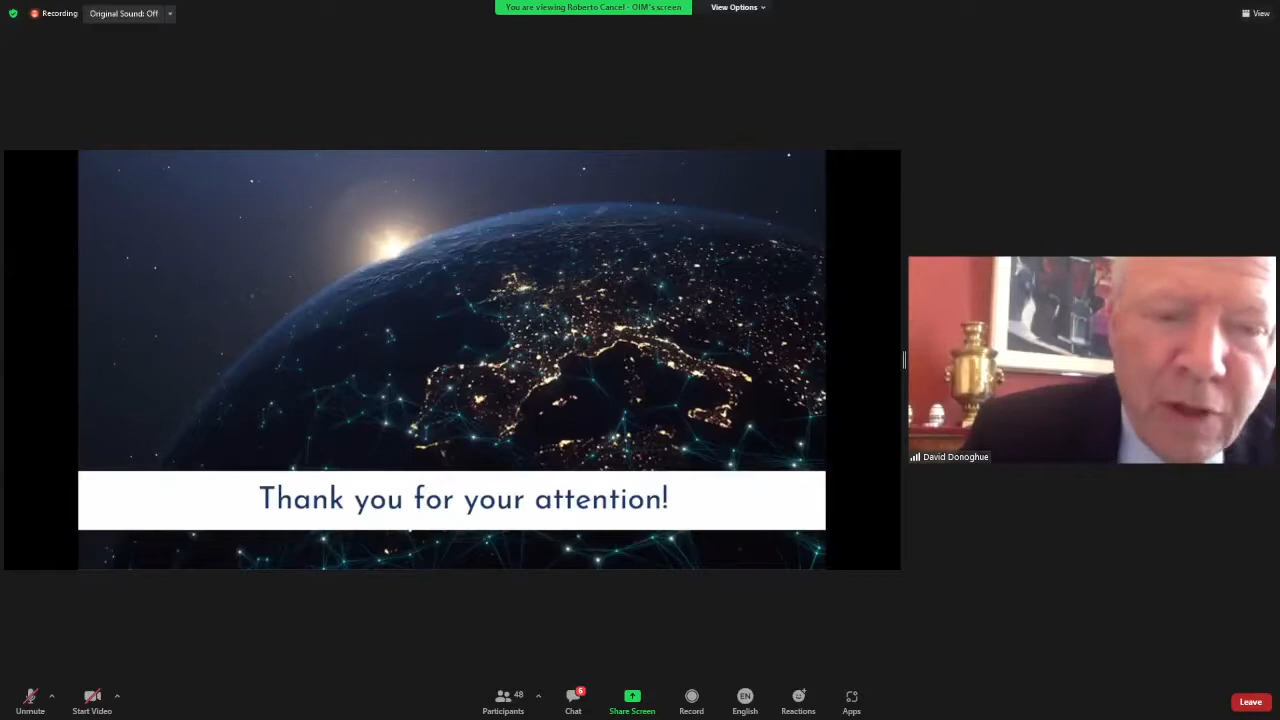 Recording
Original Sound: Off
You are viewing Roberto Cancel - OIM's screen
View Options
View
Thank you for your attention!
David Donoghue
Unmute
Start Video
48
Participants
6
Chat
Share Screen
Record
EN
English
Reactions
Apps
Leave